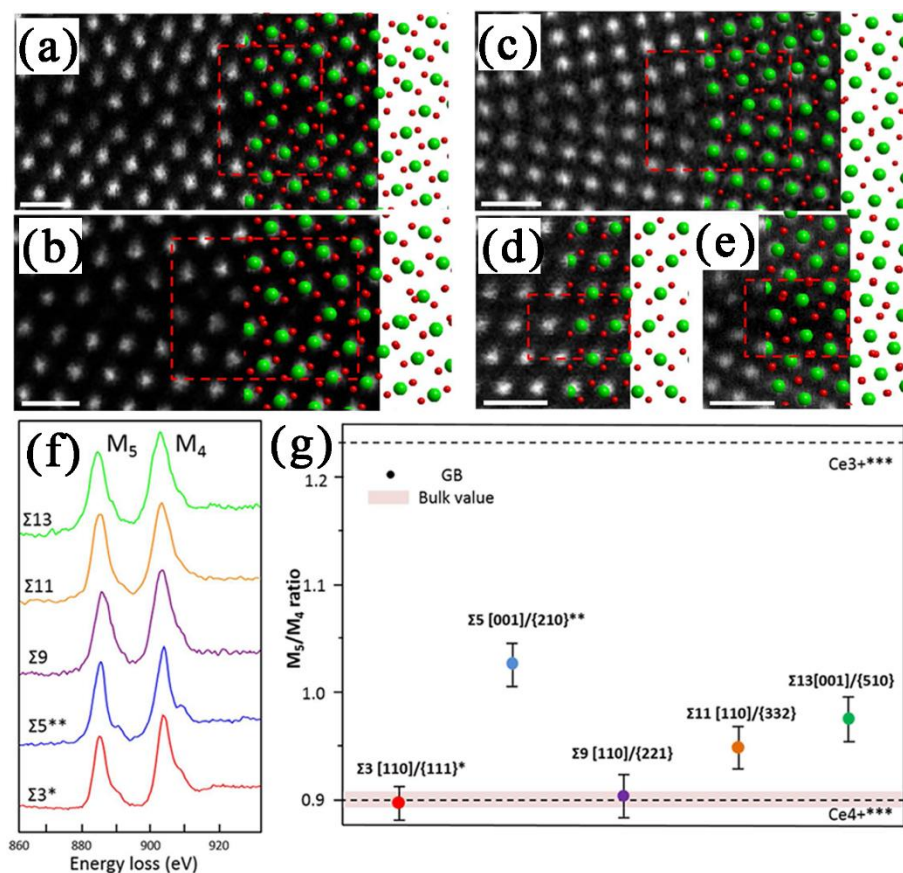 (a)
(c)
(b)
(d)
(e)
(f)
M₅
M₄
Σ13
Σ11
Σ9
Σ5**
Σ3*
860
880
900
920
Energy loss (eV)
(g)
GB
Bulk value
Ce3+***
1.2
1.1
1.0
0.9
M₅/M₄ ratio
Σ5 [001]/{210}**
Σ13[001]/{510}
Σ11 [110]/{332}
Σ9 [110]/{221}
Σ3 [110]/{111}*
Ce4+***